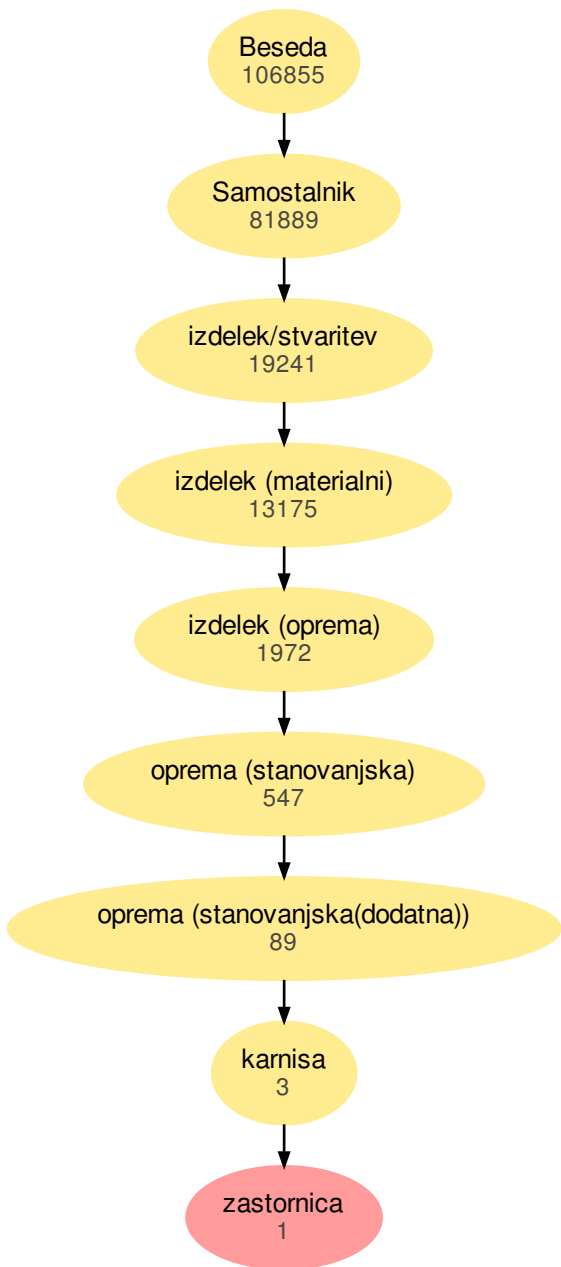 Beseda
106855
Samostalnik
81889
izdelek/stvaritev
19241
izdelek (materialni)
13175
izdelek (oprema)
1972
oprema (stanovanjska)
547
oprema (stanovanjska(dodatna))
89
karnisa
3
zastornica
1